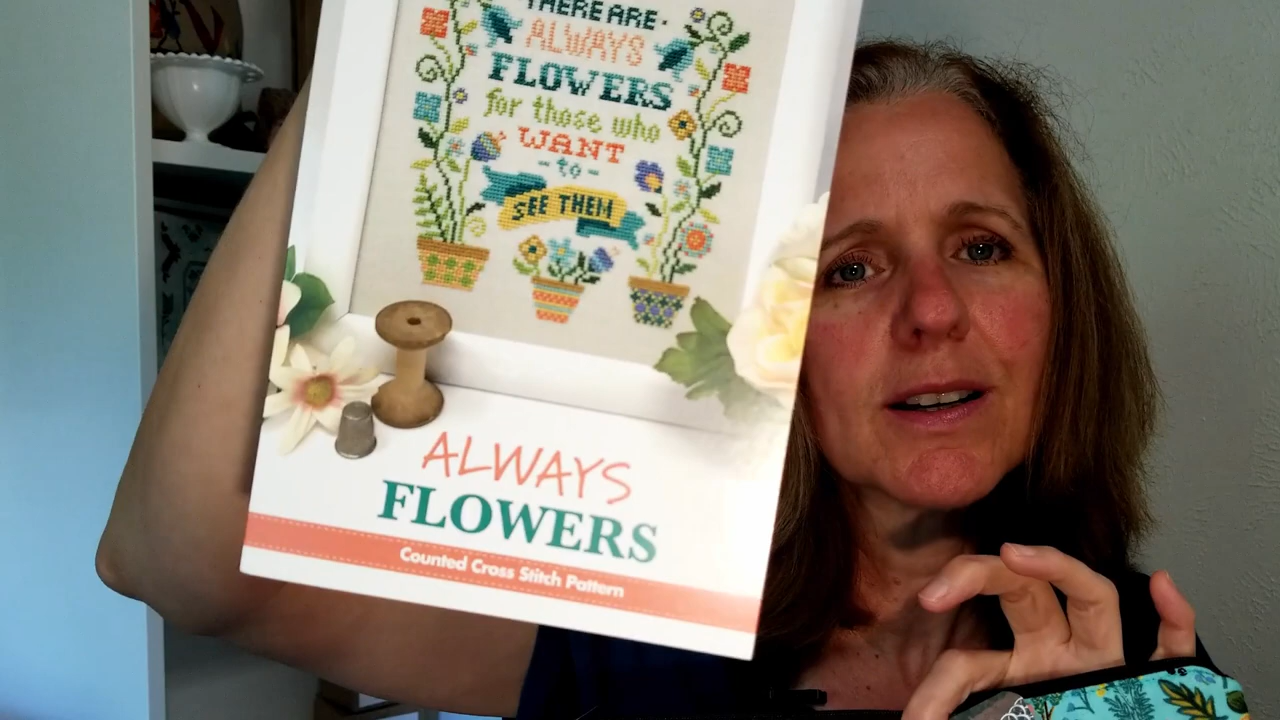 THERE ARE
ALWAYS
FLOWERS
for those who
WANT
- to -
SEE THEM
ALWAYS
FLOWERS
Counted Cross Stitch Pattern